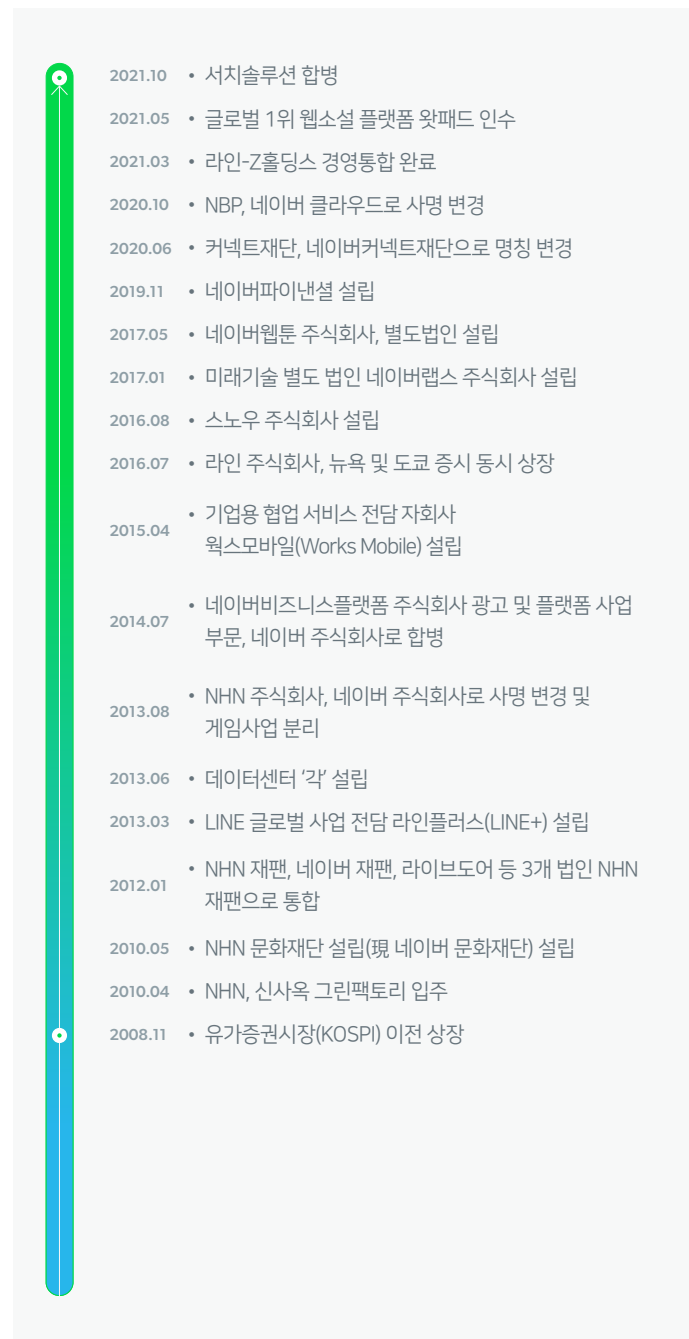 2021.10 • 서치솔루션 합병
2021.05 • 글로벌 1위 웹소설 플랫폼 왓패드 인수
2021.03 • 라인-Z홀딩스 경영통합 완료
2020.10 • NBP, 네이버 클라우드로 사명 변경
2020.06 • 커넥트재단, 네이버커넥트재단으로 명칭 변경
2019.11 • 네이버파이낸셜 설립
2017.05 • 네이버웹툰 주식회사, 별도법인 설립
2017.01 • 미래기술 별도 법인 네이버랩스 주식회사 설립
2016.08 • 스노우 주식회사 설립
2016.07 • 라인 주식회사, 뉴욕 및 도쿄 증시 동시 상장
2015.04 • 기업용 협업 서비스 전담 자회사
웍스모바일(Works Mobile) 설립
2014.07 • 네이버비즈니스플랫폼 주식회사 광고 및 플랫폼 사업
부문, 네이버 주식회사로 합병
2013.08 • NHN 주식회사, 네이버 주식회사로 사명 변경 및
게임사업 분리
2013.06 • 데이터센터 ‘각’ 설립
2013.03 • LINE 글로벌 사업 전담 라인플러스(LINE+) 설립
2012.01 • NHN 재팬, 네이버 재팬, 라이브도어 등 3개 법인 NHN
재팬으로 통합
2010.05 • NHN 문화재단 설립(現 네이버 문화재단) 설립
2010.04 • NHN, 신사옥 그린팩토리 입주
2008.11 • 유가증권시장(KOSPI) 이전 상장